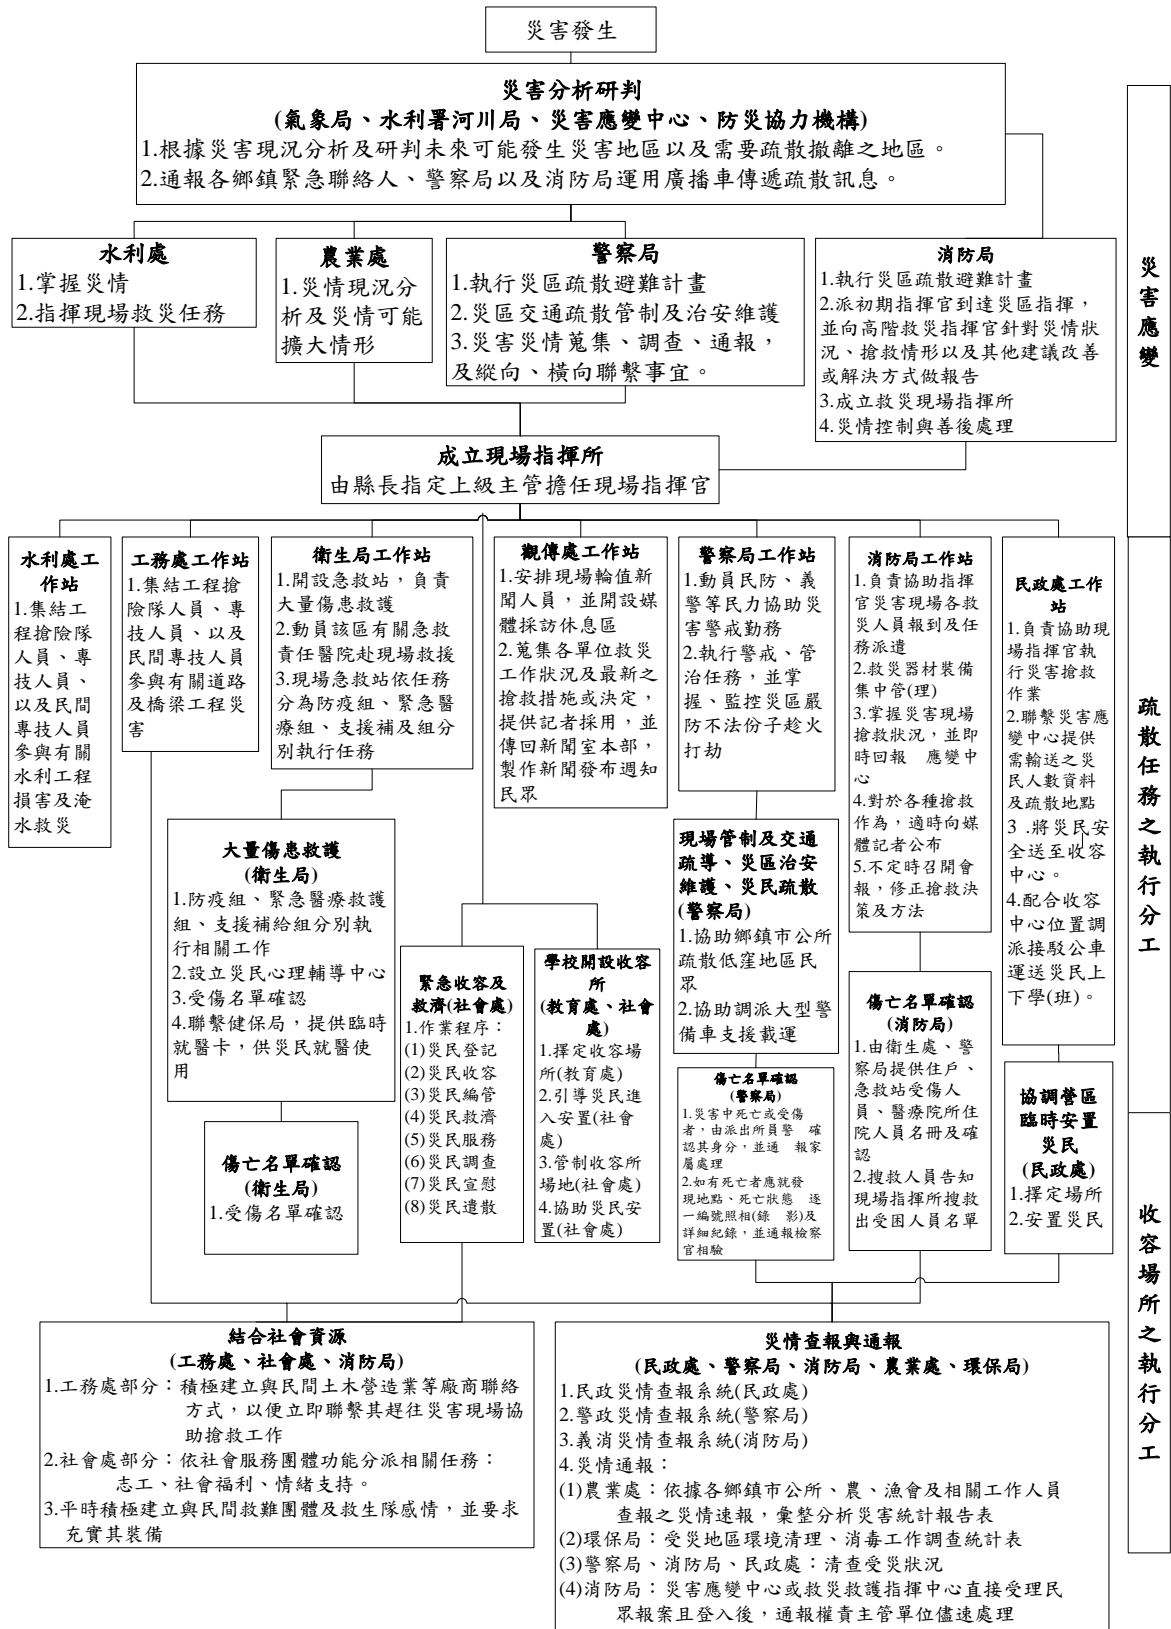 災害發生
災害分析研判
(氣象局、水利署河川局、災害應變中心、防災協力機構)
1.根據災害現況分析及研判未來可能發生災害地區以及需要疏散撤離之地區。
2.通報各鄉鎮緊急聯絡人、警察局以及消防局運用廣播車傳遞疏散訊息。
水利處
1.掌握災情
2.指揮現場救災任務
農業處
1.災情現況分
析及災情可能
擴大情形
警察局
1.執行災區疏散避難計畫
2.災區交通疏散管制及治安維護
3.災害災情蒐集、調查、通報，
及縱向、橫向聯繫事宜。
消防局
1.執行災區疏散避難計畫
2.派初期指揮官到達災區指揮，
並向高階救災指揮官針對災情狀
況、搶救情形以及其他建議改善
或解決方式做報告
3.成立救災現場指揮所
4.災情控制與善後處理
災害應變
成立現場指揮所
由縣長指定上級主管擔任現場指揮官
水利處工
作站
1.集結工
程搶險隊
人員、專
技人員、
以及民間
專技人員
參與有關
水利工程
損害及淹
水救災
工務處工作站
1.集結工程搶
險隊人員、專
技人員、以及
民間專技人員
參與有關道路
及橋梁工程災
害
衛生局工作站
1.開設急救站，負責
大量傷患救護
2.動員該區有關急救
責任醫院赴現場救援
3.現場急救站依任務
分為防疫組、緊急醫
療組、支援補及組分
別執行任務
觀傳處工作站
1.安排現場輪值新
聞人員，並開設媒
體採訪休息區
2.蒐集各單位救災
工作狀況及最新之
搶救措施或決定，
提供記者採用，並
傳回新聞室本部，
製作新聞發布週知
民眾
警察局工作站
1.動員民防、義
警等民力協助災
害警戒勤務
2.執行警戒、管
治任務，並掌
握、監控災區嚴
防不法份子趁火
打劫
消防局工作站
1.負責協助指揮
官災害現場各救
災人員報到及任
務派遣
2.救災器材裝備
集中管(理)
3.掌握災害現場
搶救狀況，並即
時回報 應變中
心
4.對於各種搶救
作為，適時向媒
體記者公布
5.不定時召開會
報，修正搶救決
策及方法
民政處工作
站
1.負責協助現
場指揮官執
行災害搶救
作業
2.聯繫災害應
變中心提供
需輸送之災
民人數資料
及疏散地點
3 .將災民安
全送至收容
中心。
4.配合收容
中心位置調
派接駁公車
運送災民上
下學(班)。
疏散任務之執行分工
大量傷患救護
(衛生局)
1.防疫組、緊急醫療救護
組、支援補給組分別執
行相關工作
2.設立災民心理輔導中心
3.受傷名單確認
4.聯繫健保局，提供臨時
就醫卡，供災民就醫使
用
緊急收容及
救濟(社會處)
1.作業程序：
(1)災民登記
(2)災民收容
(3)災民編管
(4)災民救濟
(5)災民服務
(6)災民調查
(7)災民宣慰
(8)災民遣散
學校開設收容
所
(教育處、社會
處)
1.擇定收容場
所(教育處)
2.引導災民進
入安置(社會
處)
3.管制收容所
場地(社會處)
4.協助災民安
置(社會處)
現場管制及交通
疏導、災區治安
維護、災民疏散
(警察局)
1.協助鄉鎮市公所
疏散低窪地區民
眾
2.協助調派大型警
備車支援載運
傷亡名單確認
(衛生局)
1.受傷名單確認
傷亡名單確認
(警察局)
1.災害中死亡或受傷
者，由派出所員警 確
認其身分，並通 報家
屬處理
2.如有死亡者應就發
現地點、死亡狀態 逐
一編號照相(錄 影)及
詳細紀錄，並通報檢察
官相驗
傷亡名單確認
(消防局)
1.由衛生處、警
察局提供住戶、
急救站受傷人
員、醫療院所住
院人員名冊及確
認
2.搜救人員告知
現場指揮所搜救
出受困人員名單
協調營區
臨時安置
災民
(民政處)
1.擇定場所
2.安置災民
收容場所之執行分工
結合社會資源
(工務處、社會處、消防局)
1.工務處部分：積極建立與民間土木營造業等廠商聯絡
方式，以便立即聯繫其趕往災害現場協
助搶救工作
2.社會處部分：依社會服務團體功能分派相關任務：
志工、社會福利、情緒支持。
3.平時積極建立與民間救難團體及救生隊感情，並要求
充實其裝備
災情查報與通報
(民政處、警察局、消防局、農業處、環保局)
1.民政災情查報系統(民政處)
2.警政災情查報系統(警察局)
3.義消災情查報系統(消防局)
4.災情通報：
(1)農業處：依據各鄉鎮市公所、農、漁會及相關工作人員
查報之災情速報，彙整分析災害統計報告表
(2)環保局：受災地區環境清理、消毒工作調查統計表
(3)警察局、消防局、民政處：清查受災狀況
(4)消防局：災害應變中心或救災救護指揮中心直接受理民
眾報案且登入後，通報權責主管單位儘速處理